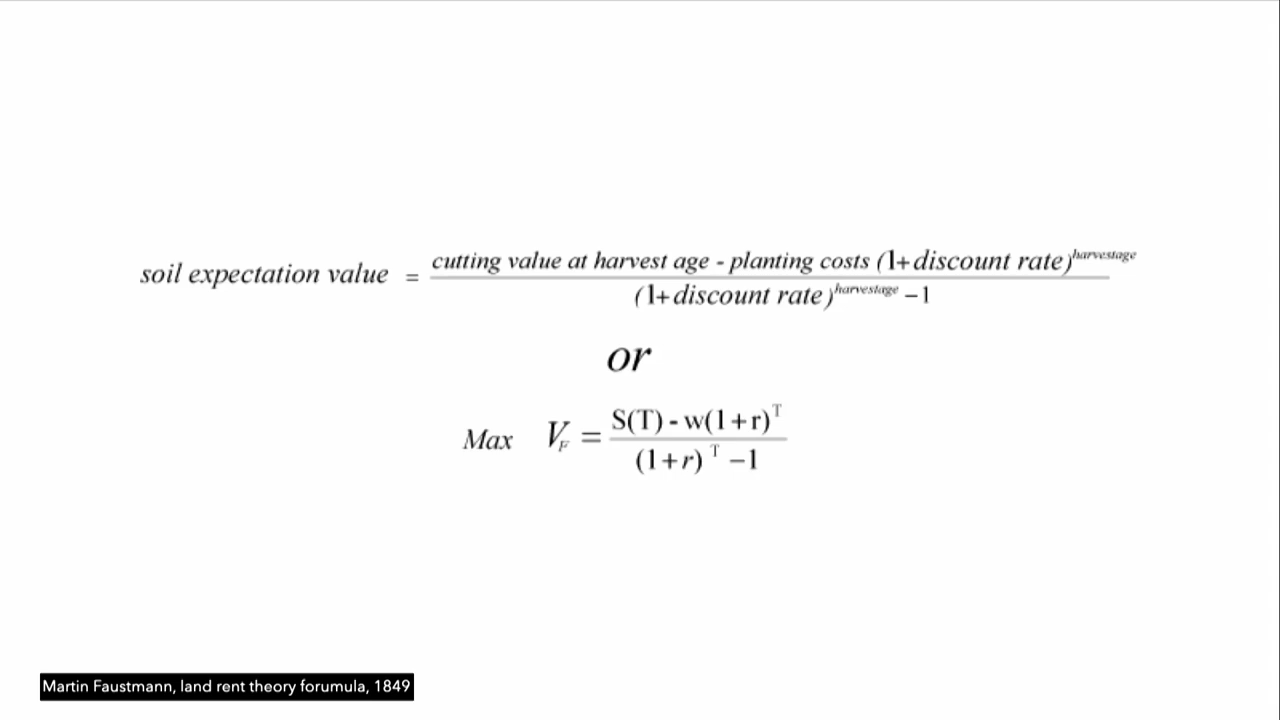 soil expectation value = cutting value at harvest age - planting costs (1+discount rate)^harvestage
(1+discount rate)^harvestage −1
or
Max V_F = S(T) - w(1+r)^T
(1+r)^T −1
Martin Faustmann, land rent theory forumula, 1849